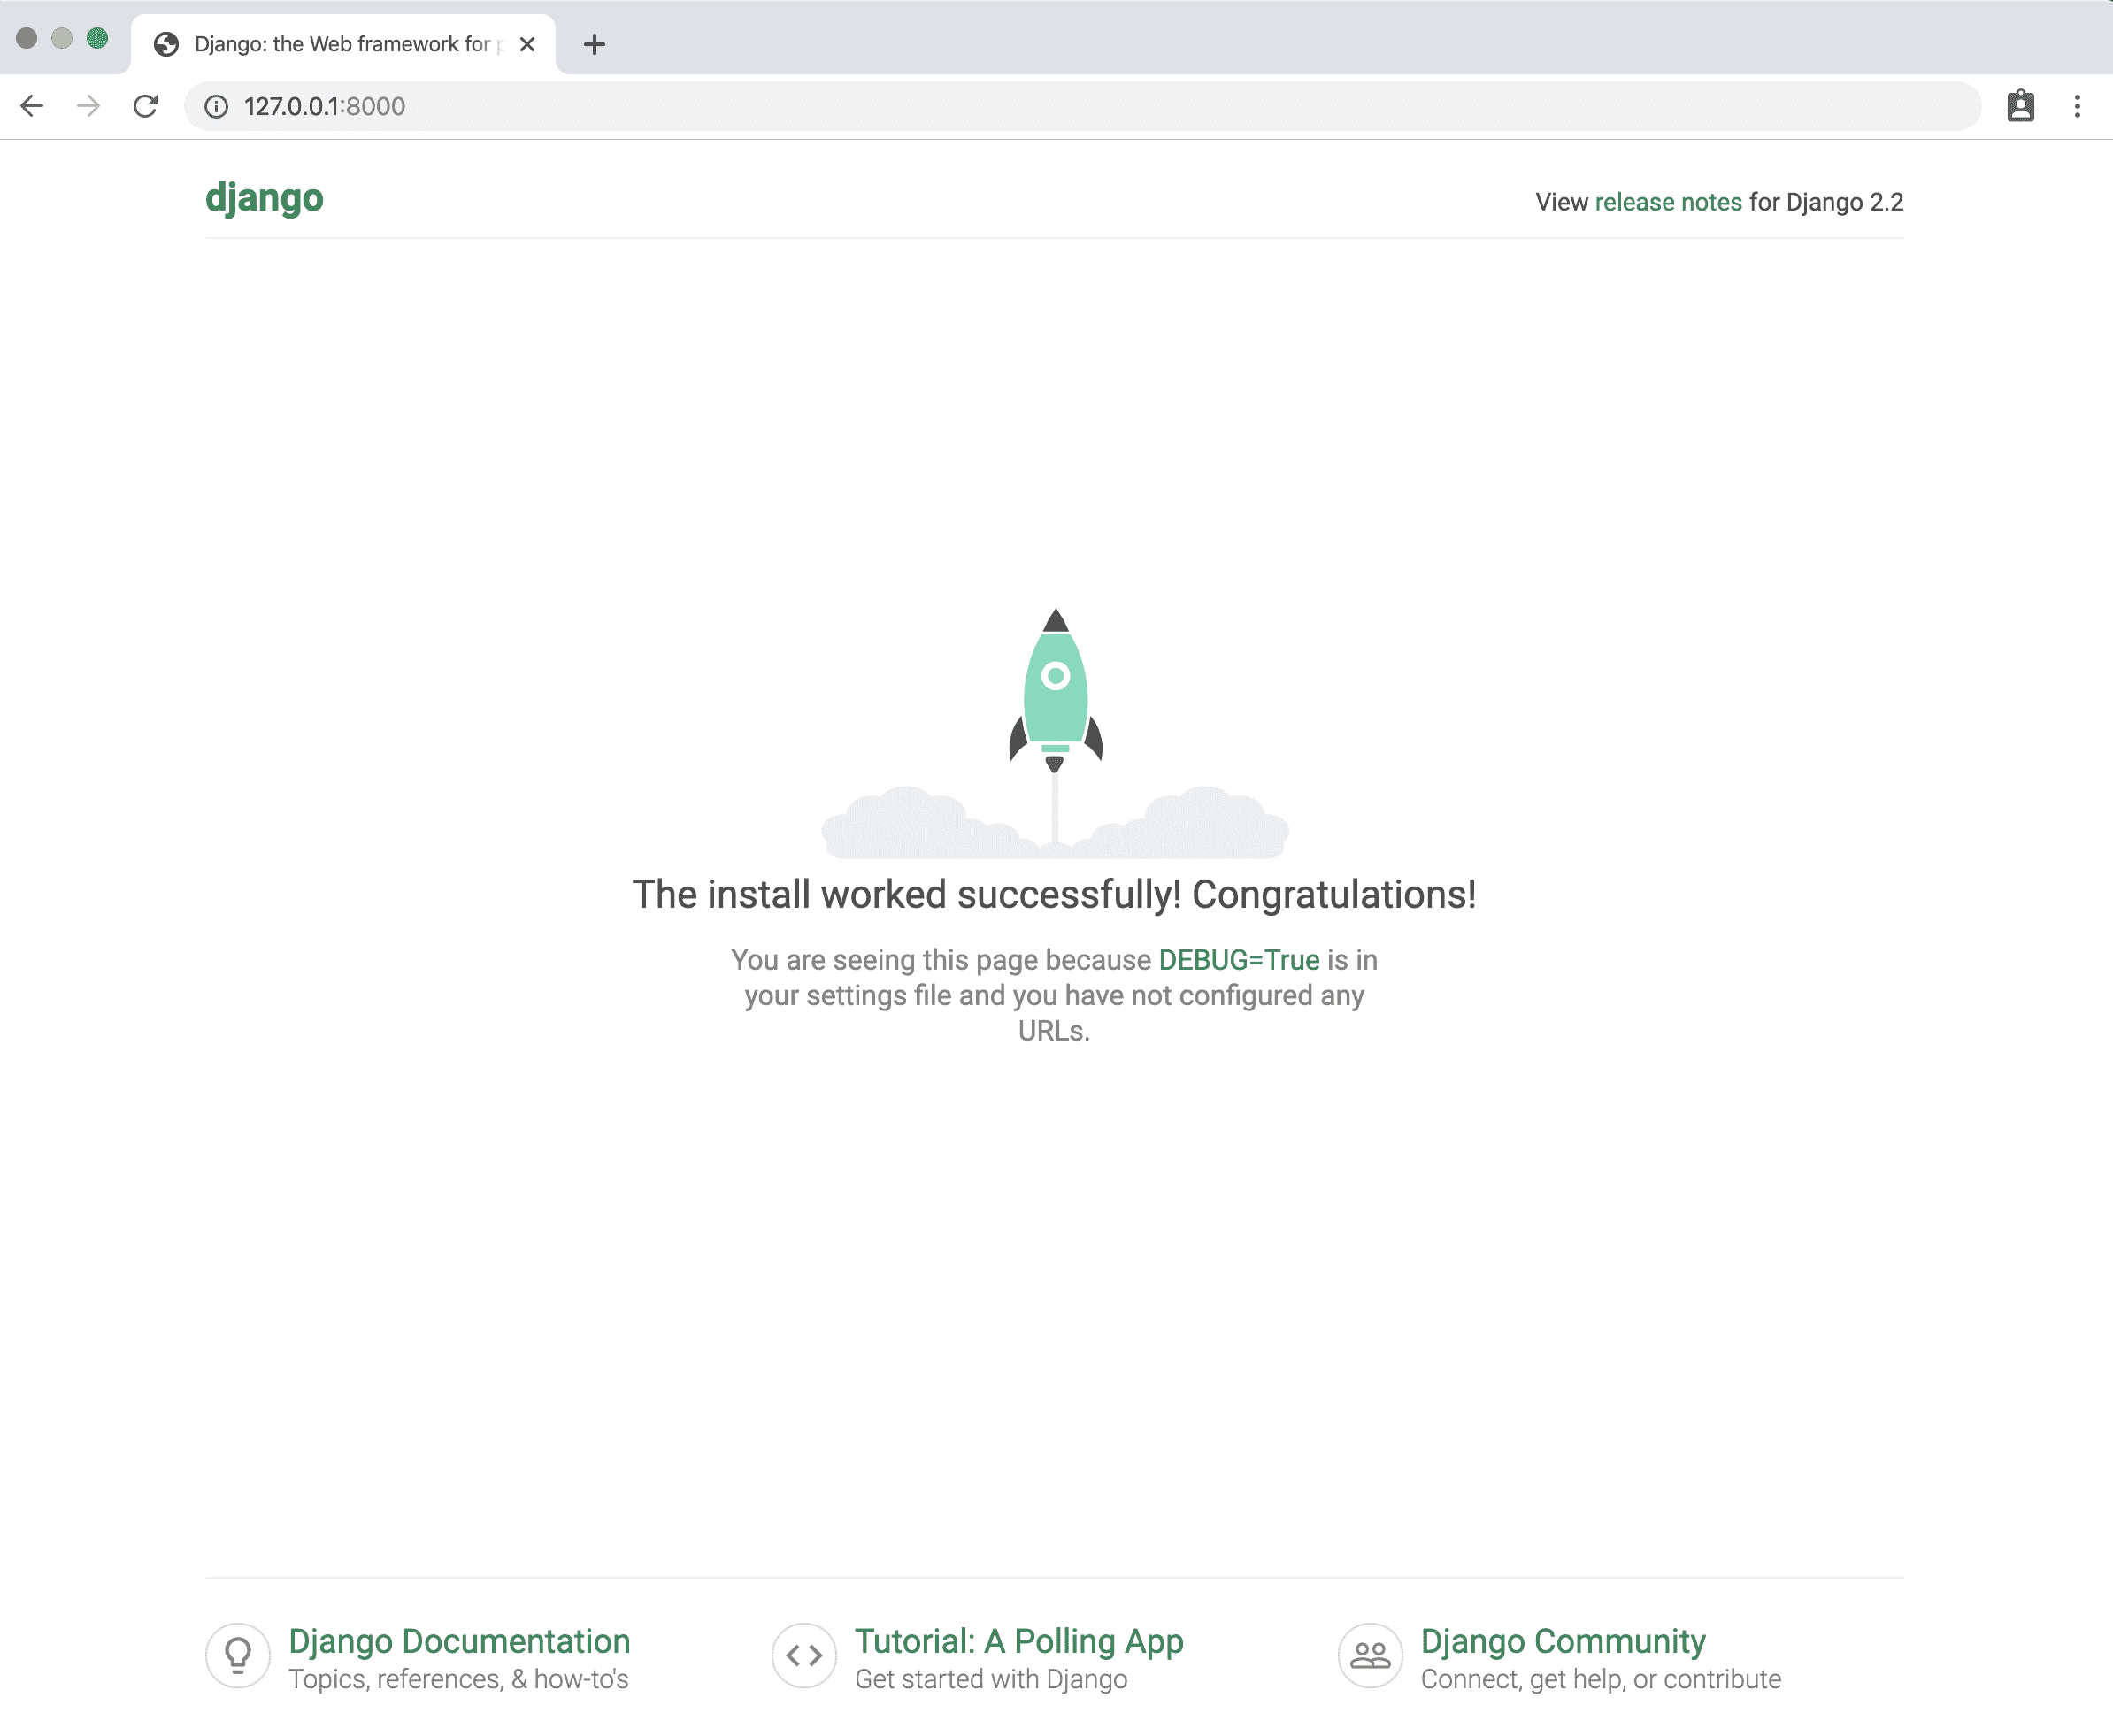 Django: the Web framework for
127.0.0.1:8000
django
View release notes for Django 2.2
The install worked successfully! Congratulations!
You are seeing this page because DEBUG=True is in
your settings file and you have not configured any
URLs.
Django Documentation
Topics, references, & how-to's
Tutorial: A Polling App
Get started with Django
Django Community
Connect, get help, or contribute